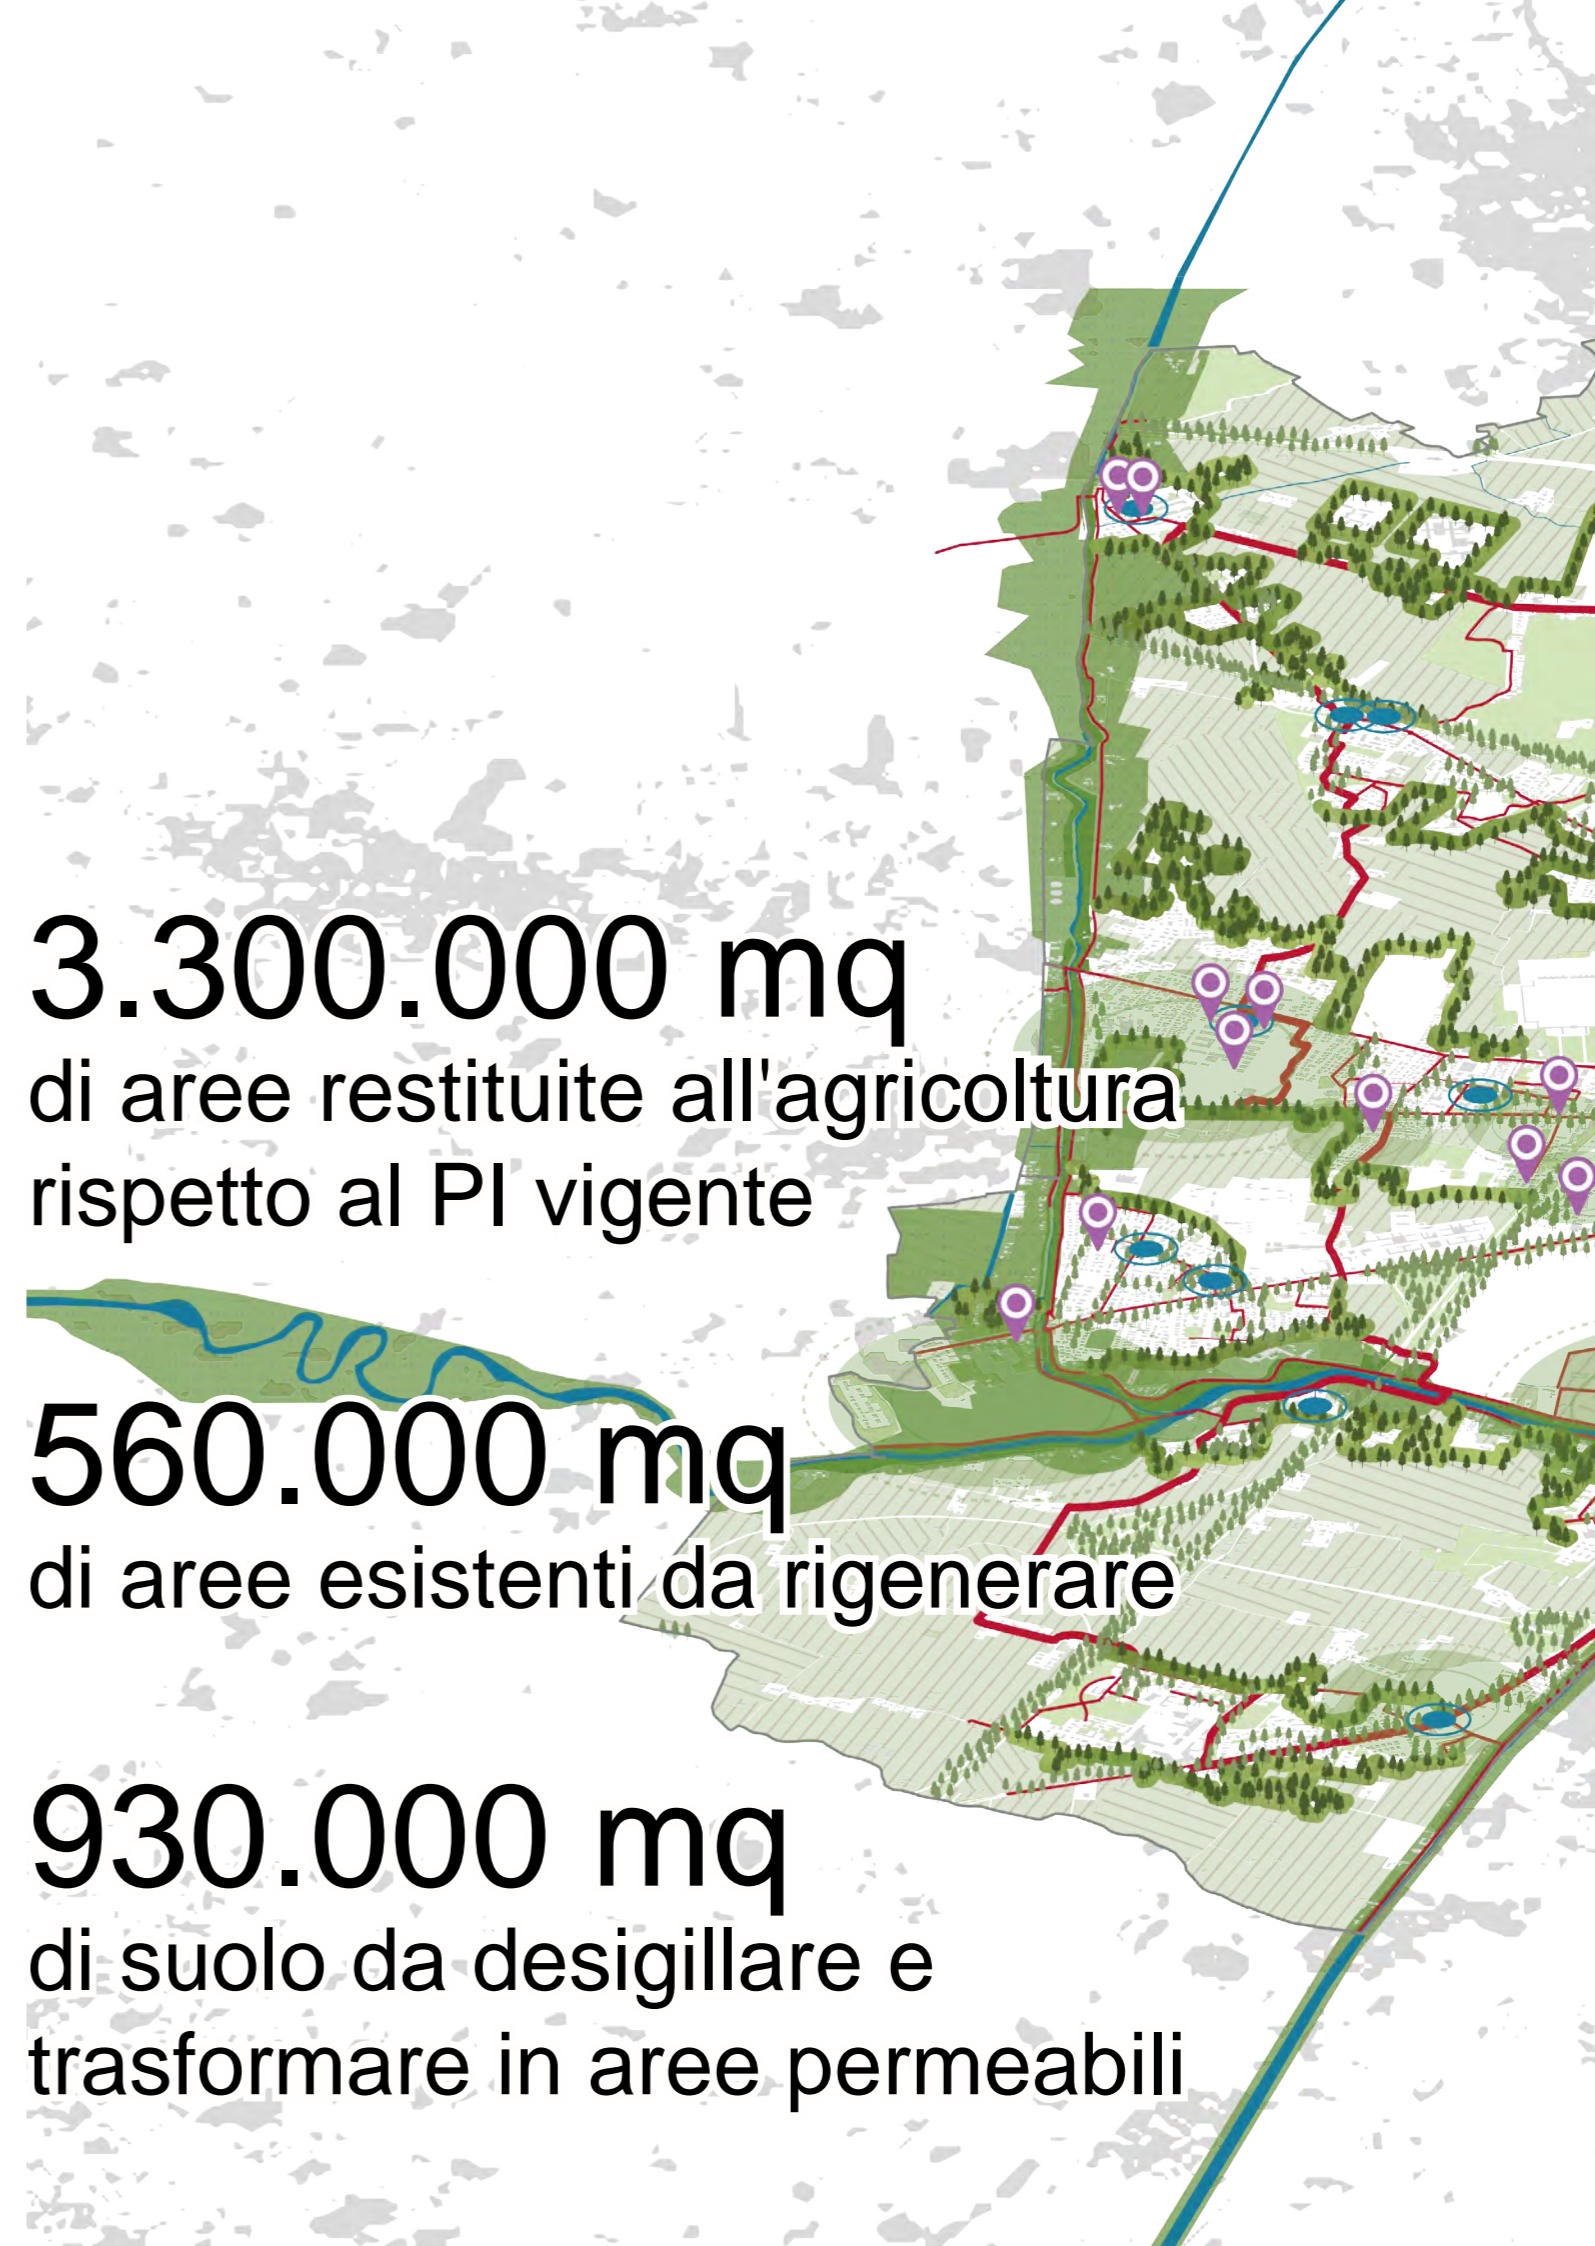 3.300.000 mq
di aree restituite all'agricoltura
rispetto al PI vigente
560.000 mq
di aree esistenti da rigenerare
930.000 mq
di suolo da desigillare e
trasformare in aree permeabili